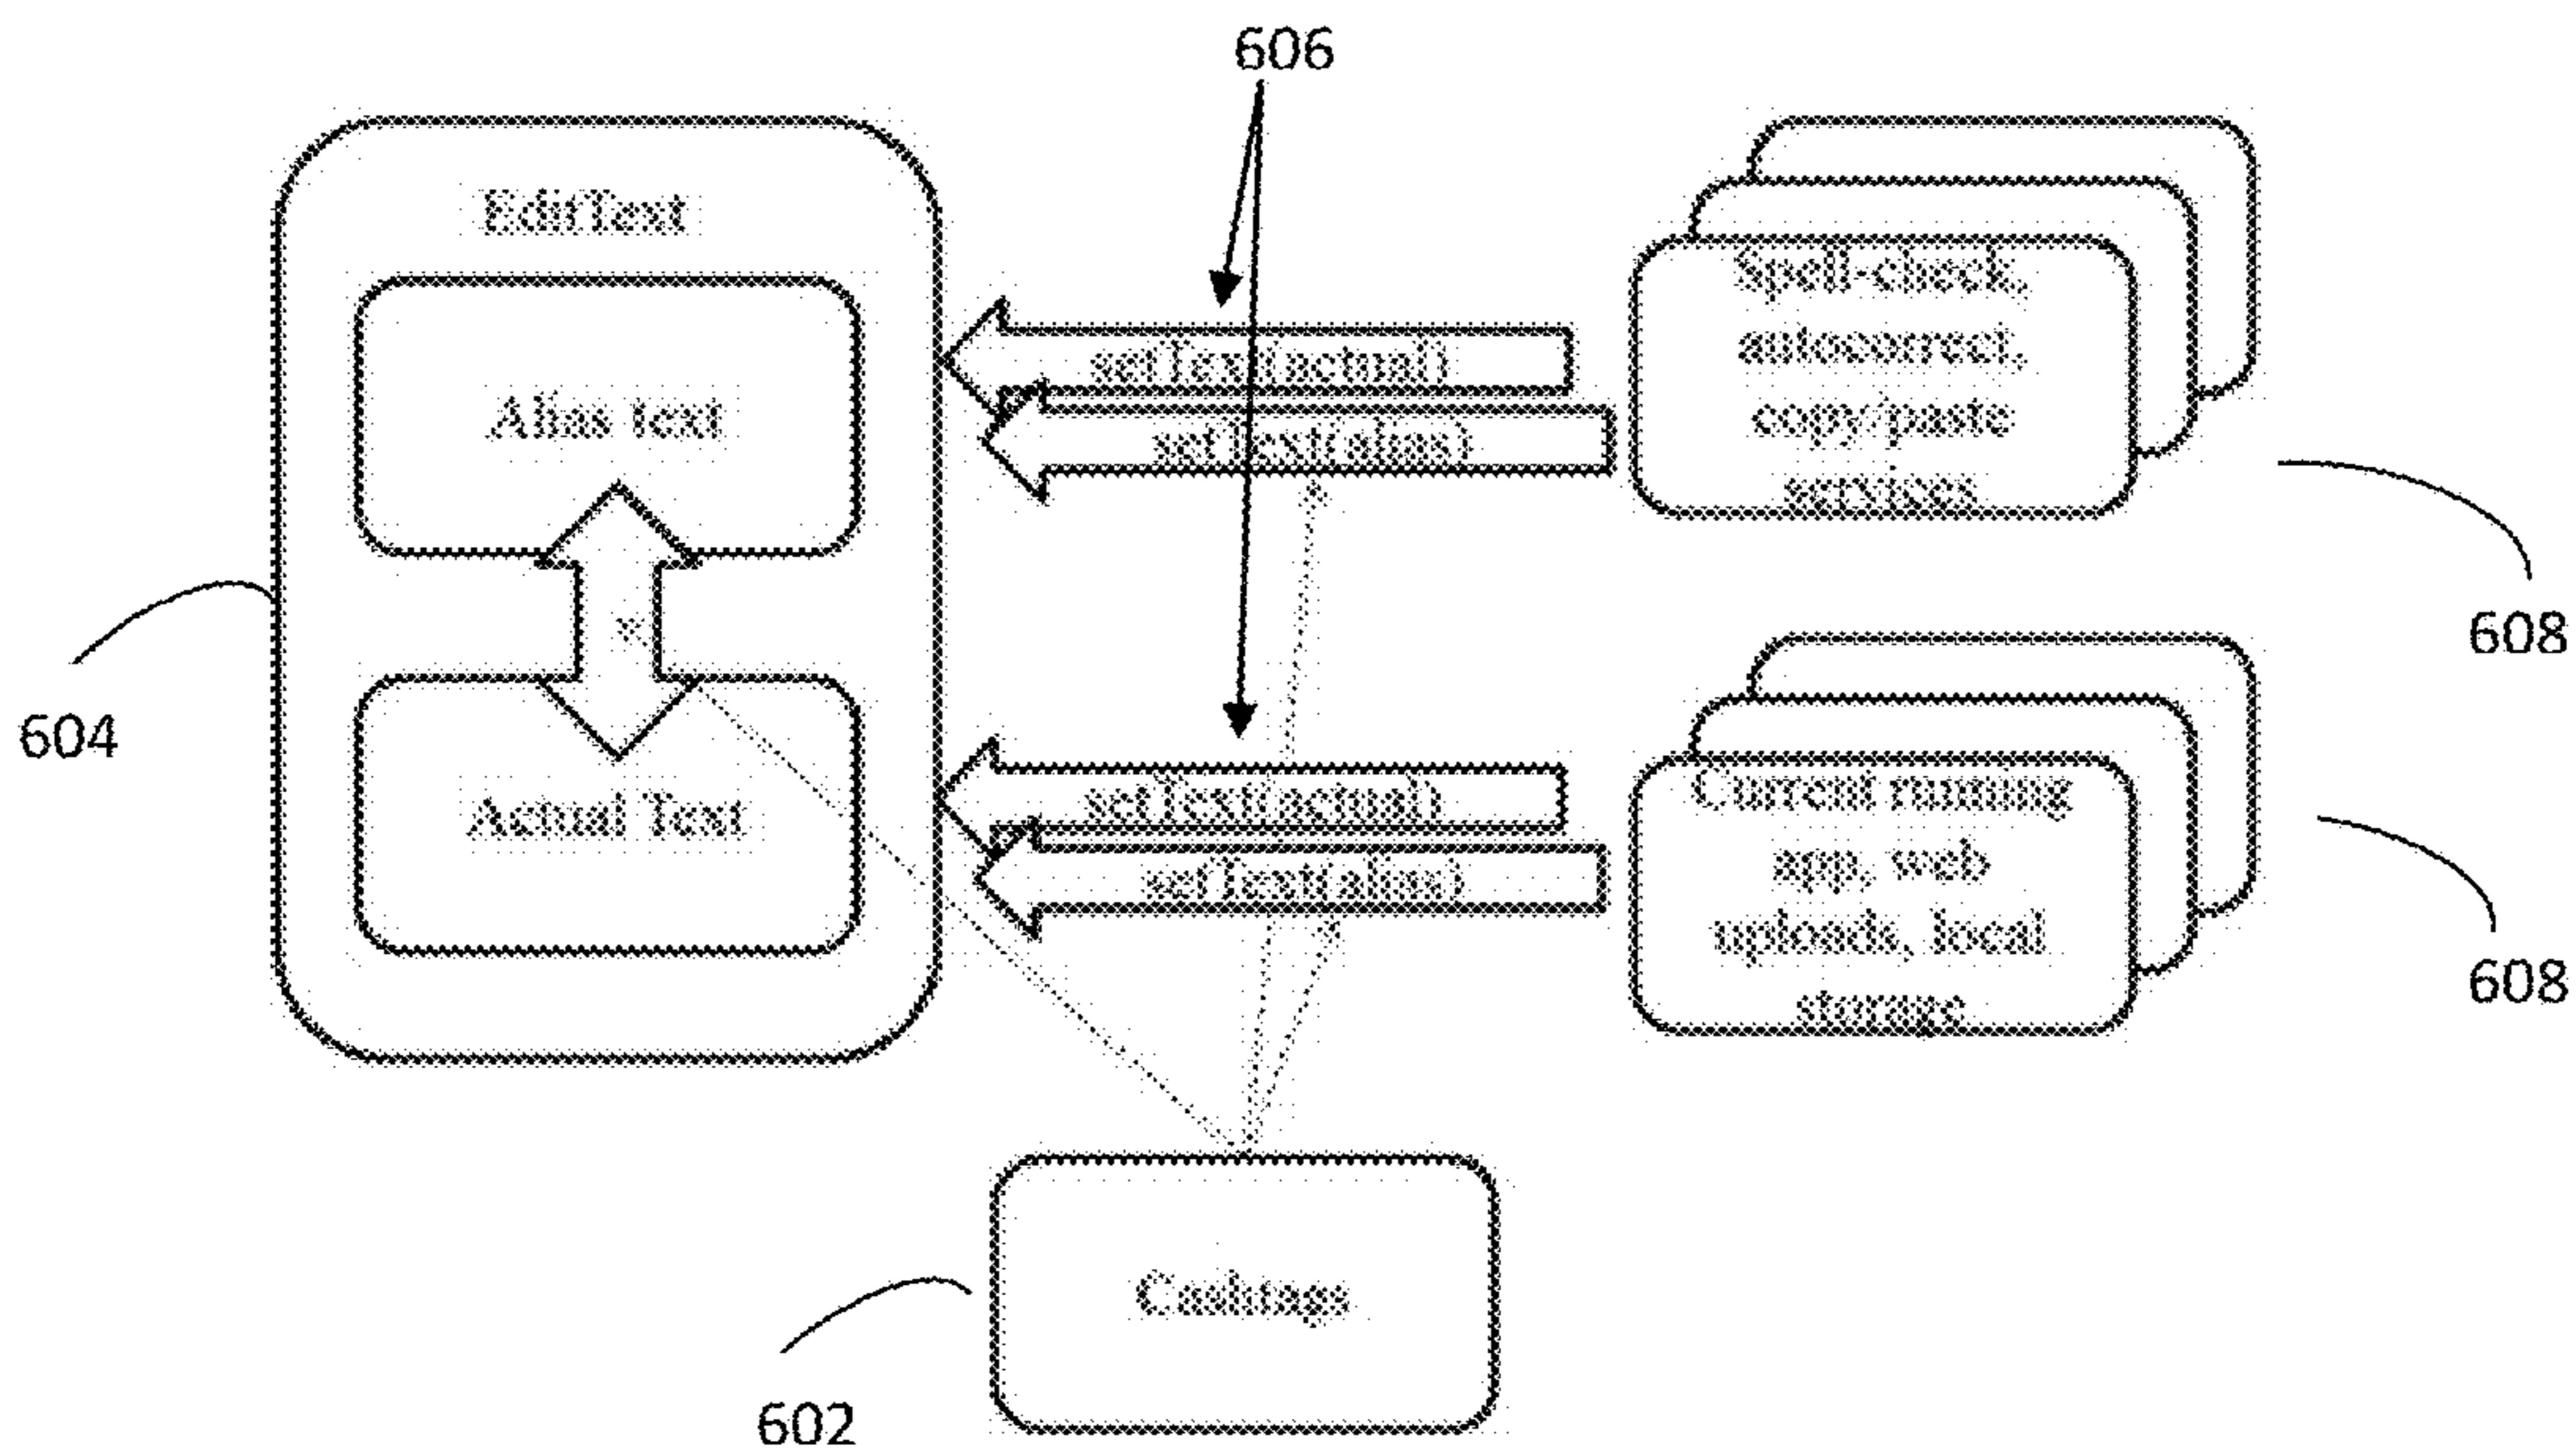 606
EditText
Alias text
Actual Text
604
setText(actual)
setText(alias)
setText(actual)
setText(alias)
Spell-check,
autocorrect,
copy/paste
services
608
Current running
app, web
uploads, local
storage
608
Cashtags
602